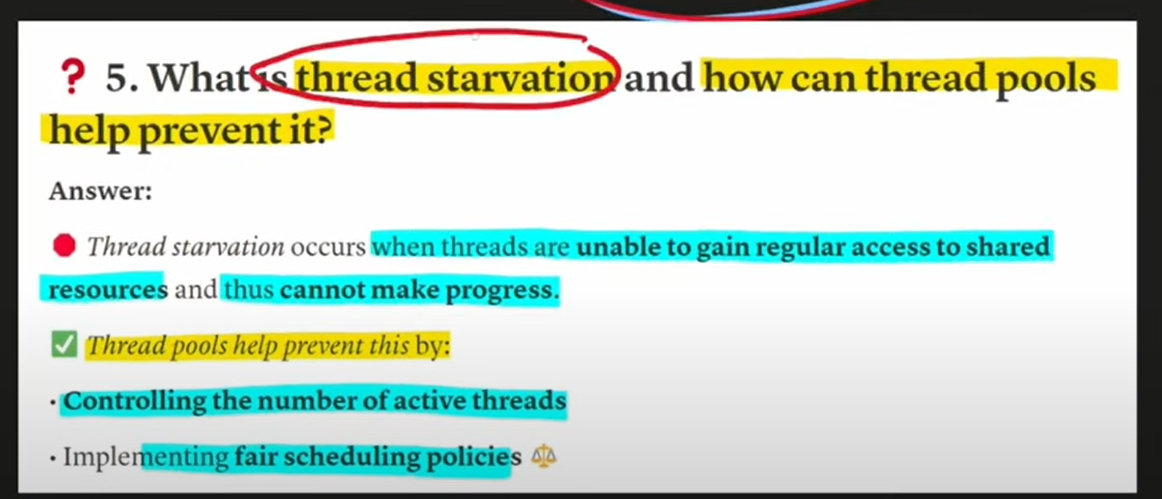 ❓ 5. What is thread starvation and how can thread pools
help prevent it?
Answer:
🔴 Thread starvation occurs when threads are unable to gain regular access to shared
resources and thus cannot make progress.
✅ Thread pools help prevent this by:
· Controlling the number of active threads
· Implementing fair scheduling policies ⚖️